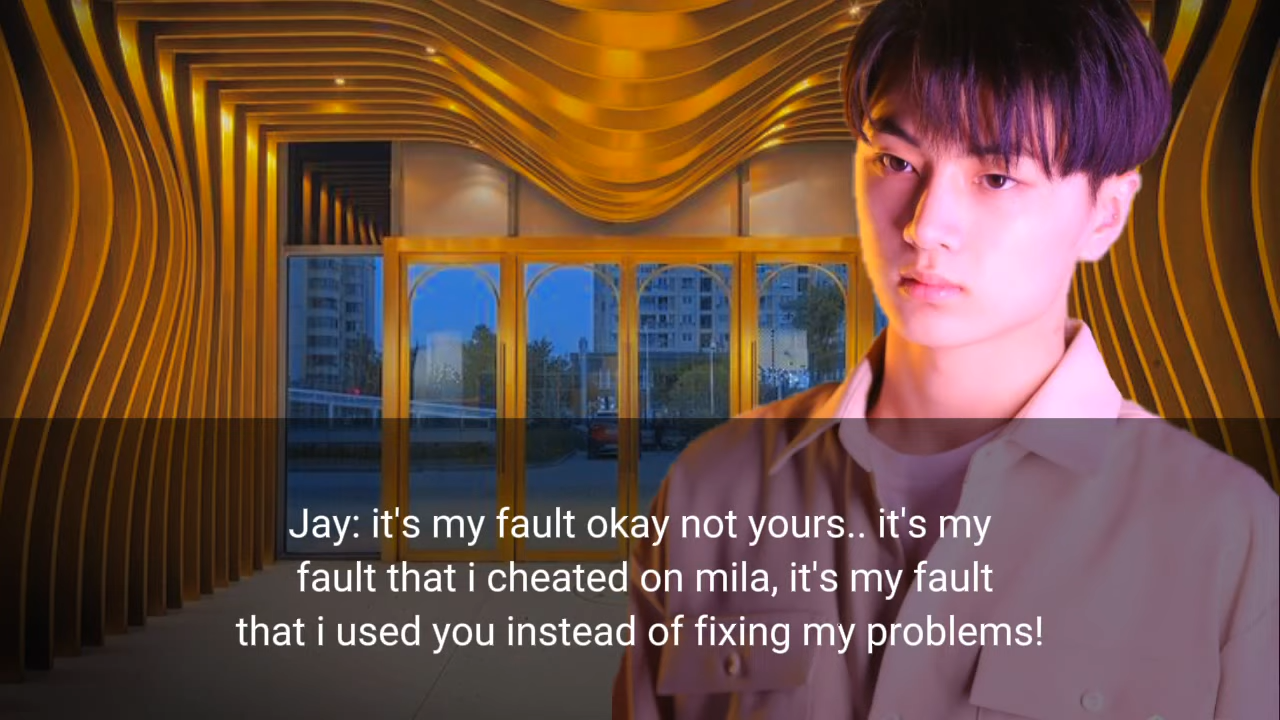 Jay: it's my fault okay not yours.. it's my
fault that i cheated on mila, it's my fault
that i used you instead of fixing my problems!